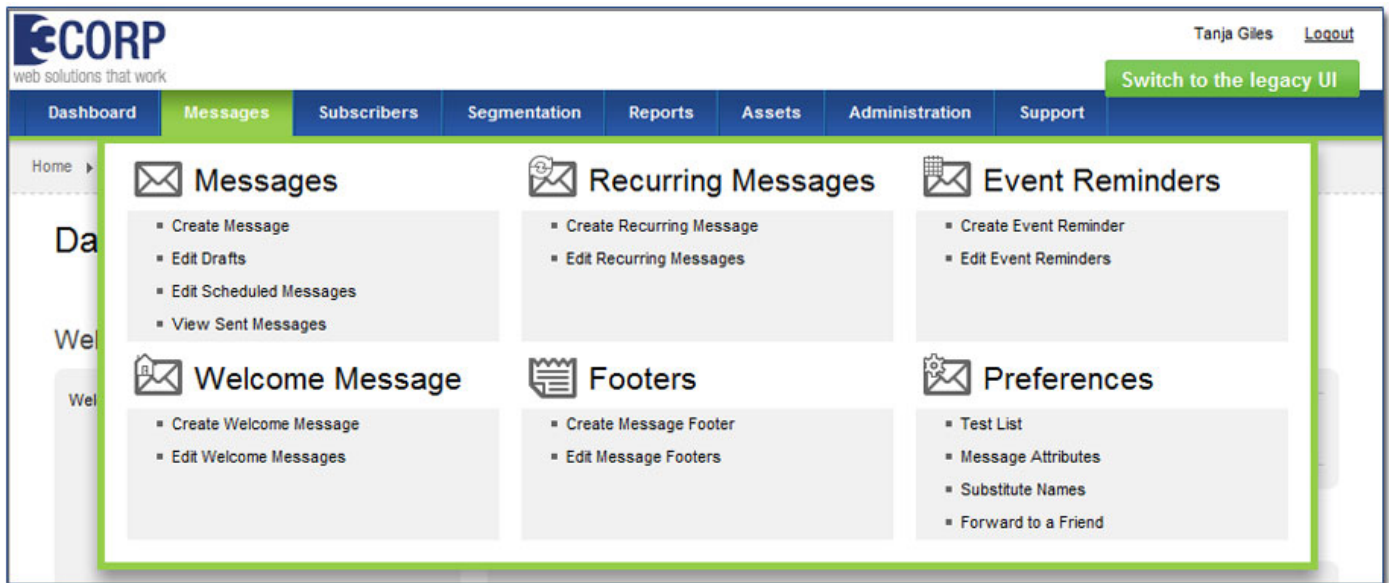 3CORP
web solutions that work
Tanja Giles Logout
Switch to the legacy UI
Dashboard Messages Subscribers Segmentation Reports Assets Administration Support
Home
Messages
Create Message
Edit Drafts
Edit Scheduled Messages
View Sent Messages
Recurring Messages
Create Recurring Message
Edit Recurring Messages
Event Reminders
Create Event Reminder
Edit Event Reminders
Da
Wel
Wel
Welcome Message
Create Welcome Message
Edit Welcome Messages
Footers
Create Message Footer
Edit Message Footers
Preferences
Test List
Message Attributes
Substitute Names
Forward to a Friend